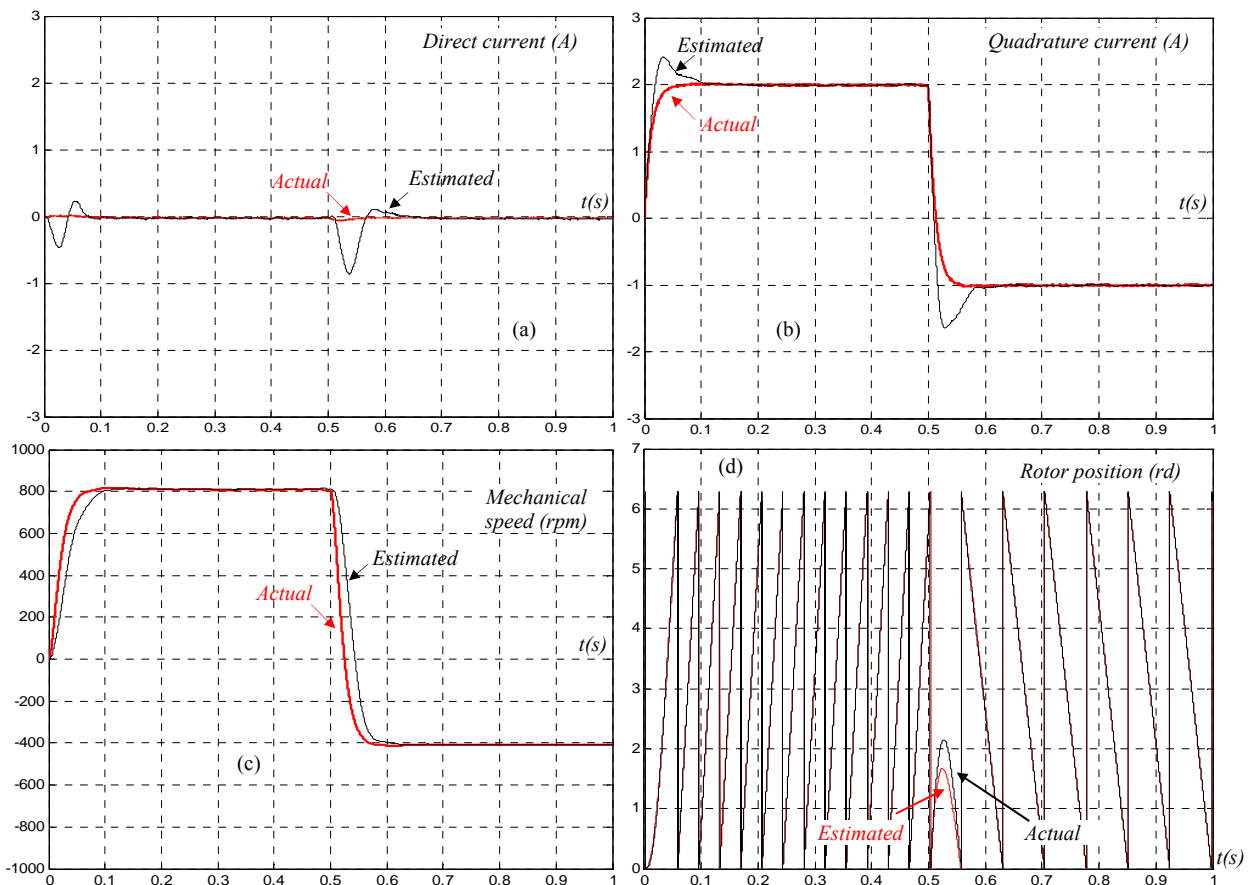 3
Direct current (A)
2
1
Actual
Estimated
t(s)
0
-1
(a)
-2
-3
0 0.1 0.2 0.3 0.4 0.5 0.6 0.7 0.8 0.9 1
3
Estimated
Quadrature current (A)
2
Actual
1
t(s)
0
-1
(b)
-2
-3
0 0.1 0.2 0.3 0.4 0.5 0.6 0.7 0.8 0.9 1
1000
800
Mechanical
speed (rpm)
600
Estimated
400
Actual
200
t(s)
0
-200
-400
(c)
-600
-800
-1000
0 0.1 0.2 0.3 0.4 0.5 0.6 0.7 0.8 0.9 1
7
(d)
Rotor position (rd)
6
5
4
3
2
1
Estimated
Actual
t(s)
0
0 0.1 0.2 0.3 0.4 0.5 0.6 0.7 0.8 0.9 1